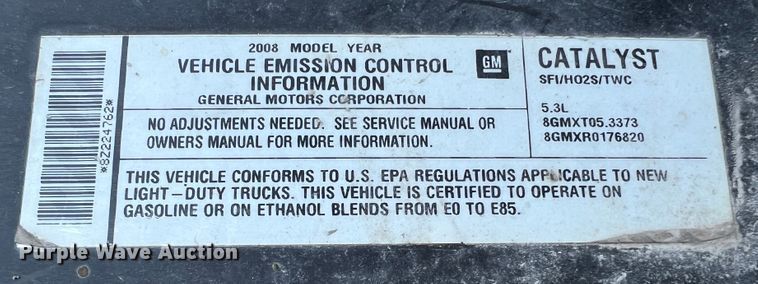 2008 MODEL YEAR
VEHICLE EMISSION CONTROL
INFORMATION
GENERAL MOTORS CORPORATION
GM
CATALYST
SFI/HO2S/TWC
5.3L
8GMXT05.3373
8GMXR0176820
NO ADJUSTMENTS NEEDED. SEE SERVICE MANUAL OR
OWNERS MANUAL FOR MORE INFORMATION.
THIS VEHICLE CONFORMS TO U.S. EPA REGULATIONS APPLICABLE TO NEW
LIGHT-DUTY TRUCKS. THIS VEHICLE IS CERTIFIED TO OPERATE ON
GASOLINE OR ON ETHANOL BLENDS FROM E0 TO E85.
*8Z224762*
Purple Wave Auction